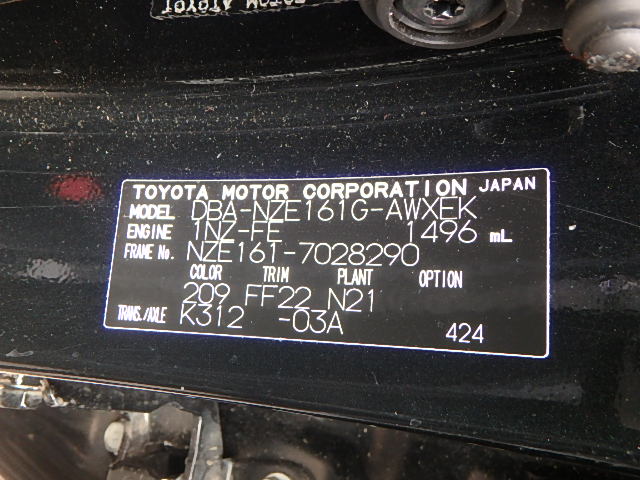 TOYOTA MOTOR CORPORATION JAPAN
MODEL DBA-NZE161G-AWXEK
ENGINE 1NZ-FE 1496 mL
FRAME No. NZE161-7028290
COLOR TRIM PLANT OPTION
209 FF22 N21
TRANS./AXLE K312 -03A
424